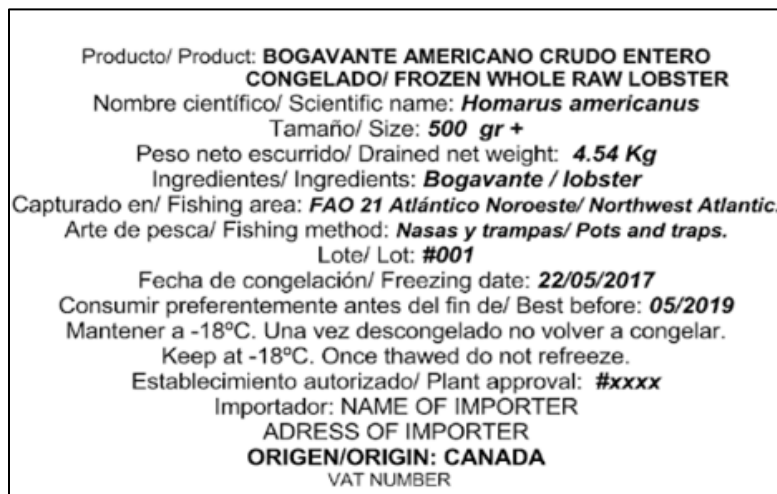 Producto/ Product: BOGAVANTE AMERICANO CRUDO ENTERO
CONGELADO/ FROZEN WHOLE RAW LOBSTER
Nombre científico/ Scientific name: Homarus americanus
Tamaño/ Size: 500 gr +
Peso neto escurrido/ Drained net weight: 4.54 Kg
Ingredientes/ Ingredients: Bogavante / lobster
Capturado en/ Fishing area: FAO 21 Atlántico Noroeste/ Northwest Atlantic.
Arte de pesca/ Fishing method: Nasas y trampas/ Pots and traps.
Lote/ Lot: #001
Fecha de congelación/ Freezing date: 22/05/2017
Consumir preferentemente antes del fin de/ Best before: 05/2019
Mantener a -18ºC. Una vez descongelado no volver a congelar.
Keep at -18ºC. Once thawed do not refreeze.
Establecimiento autorizado/ Plant approval: #xxxx
Importador: NAME OF IMPORTER
ADRESS OF IMPORTER
ORIGEN/ORIGIN: CANADA
VAT NUMBER